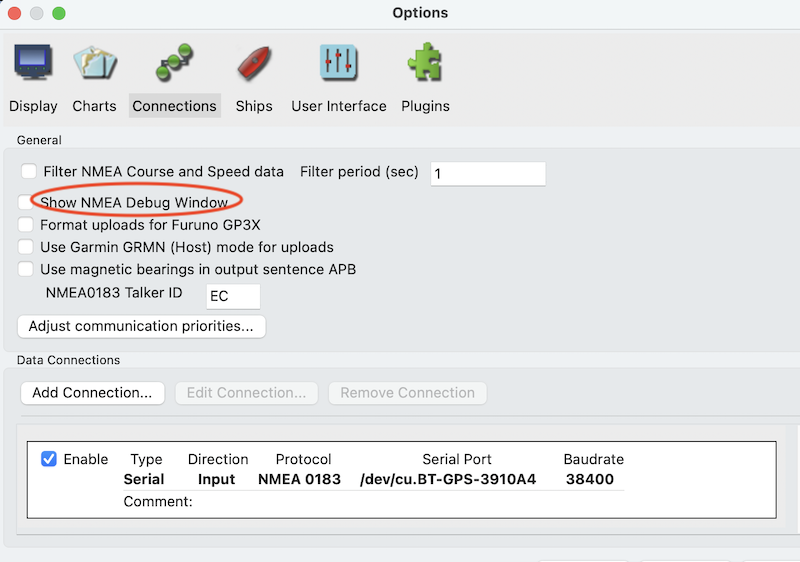 Options
Display Charts Connections Ships User Interface Plugins
General
Filter NMEA Course and Speed data Filter period (sec) 1
Show NMEA Debug Window
Format uploads for Furuno GP3X
Use Garmin GRMN (Host) mode for uploads
Use magnetic bearings in output sentence APB
NMEA0183 Talker ID EC
Adjust communication priorities...
Data Connections
Add Connection... Edit Connection... Remove Connection
Enable Type Direction Protocol Serial Port Baudrate
Serial Input NMEA 0183 /dev/cu.BT-GPS-3910A4 38400
Comment: